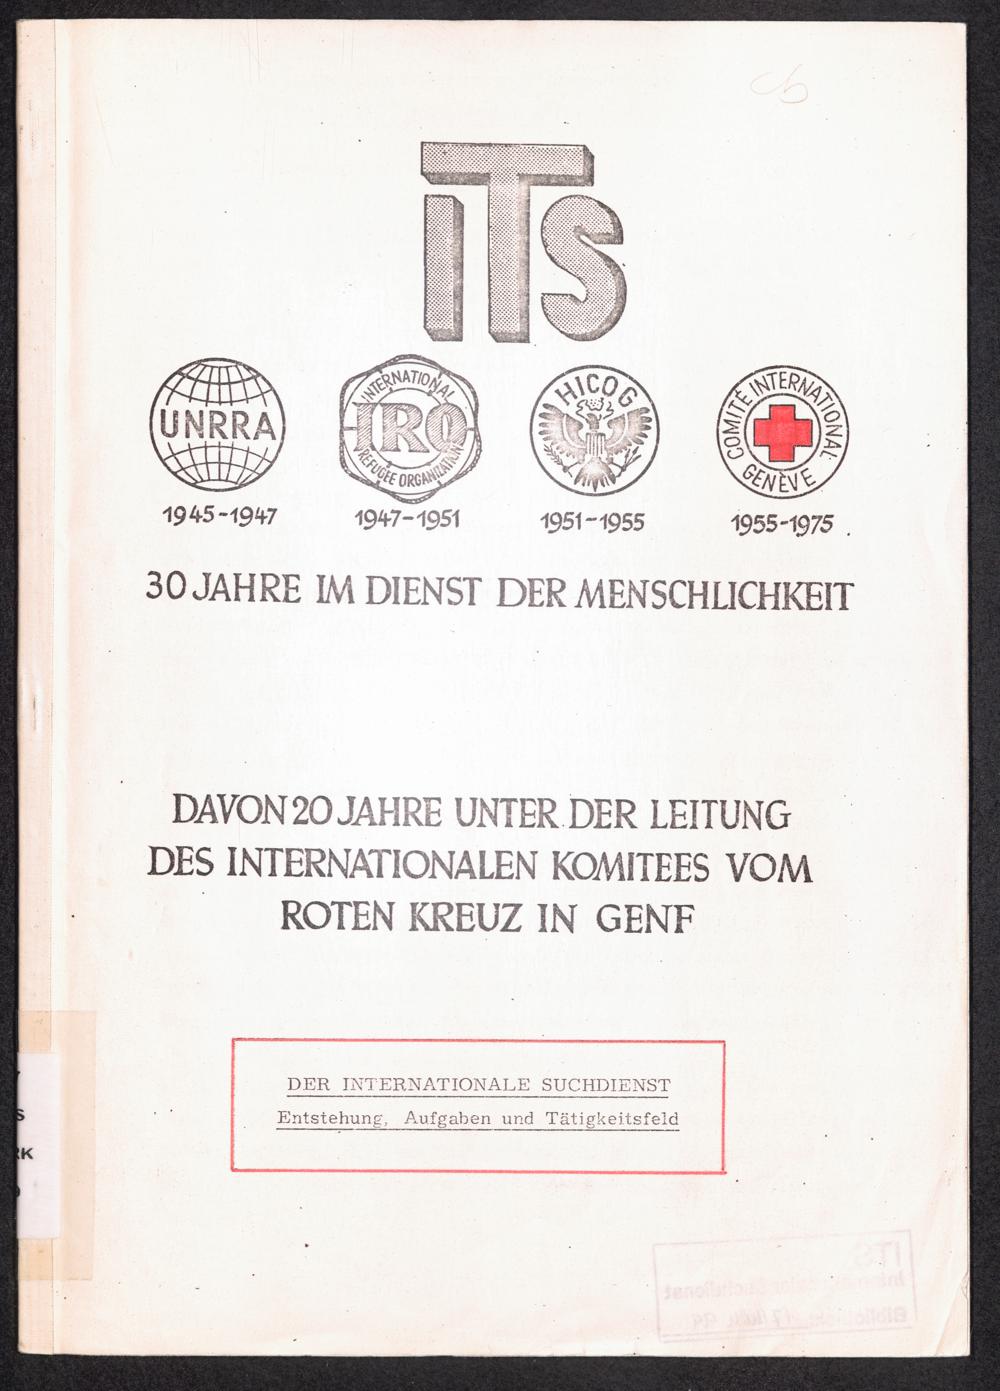 ITS
UNRRA
INTERNATIONAL
IRO
REFUGEE ORGANIZATION
HICOG
COMITÉ INTERNATIONAL
GENÈVE
1945-1947
1947-1951
1951-1955
1955-1975
30 JAHRE IM DIENST DER MENSCHLICHKEIT
DAVON 20 JAHRE UNTER DER LEITUNG
DES INTERNATIONALEN KOMITEES VOM
ROTEN KREUZ IN GENF
DER INTERNATIONALE SUCHDIENST
Entstehung, Aufgaben und Tätigkeitsfeld
ITS